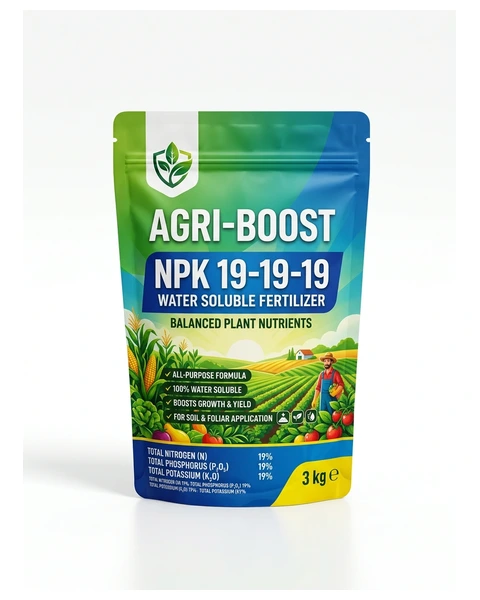 AGRI-BOOST
NPK 19-19-19
WATER SOLUBLE FERTILIZER
BALANCED PLANT NUTRIENTS
✓ ALL-PURPOSE FORMULA
✓ 100% WATER SOLUBLE
✓ BOOSTS GROWTH & YIELD
✓ FOR SOIL & FOLIAR APPLICATION
TOTAL NITROGEN (N) 19%
TOTAL PHOSPHORUS (P₂O₅) 19%
TOTAL POTASSIUM (K₂O) 19%
3 kg ℮